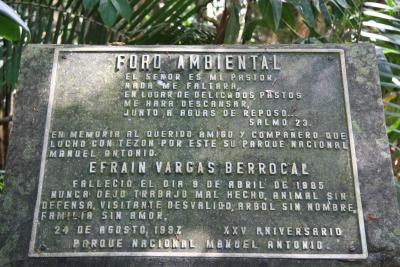 FORO AMBIENTAL
EL SEÑOR ES MI PASTOR,
NADA ME FALTARA,
EN LUGAR DE DELICADOS PASTOS
ME HARA DESCANSAR,
JUNTO A AGUAS DE REPOSO..
SALMO 23.
EN MEMORIA AL QUERIDO AMIGO Y COMPAÑERO QUE
LUCHO CON TEZON POR ESTE SU PARQUE NACIONAL
MANUEL ANTONIO.
EFRAIN VARGAS BERROCAL
FALLECIO EL DIA 9 DE ABRIL DE 1985
NUNCA DEJO TRABAJO MAL HECHO, ANIMAL SIN
DEFENSA, VISITANTE DESVALIDO, ARBOL SIN NOMBRE,
FAMILIA SIN AMOR.
24 DE AGOSTO, 1997 XXV ANIVERSARIO
PARQUE NACIONAL MANUEL ANTONIO.